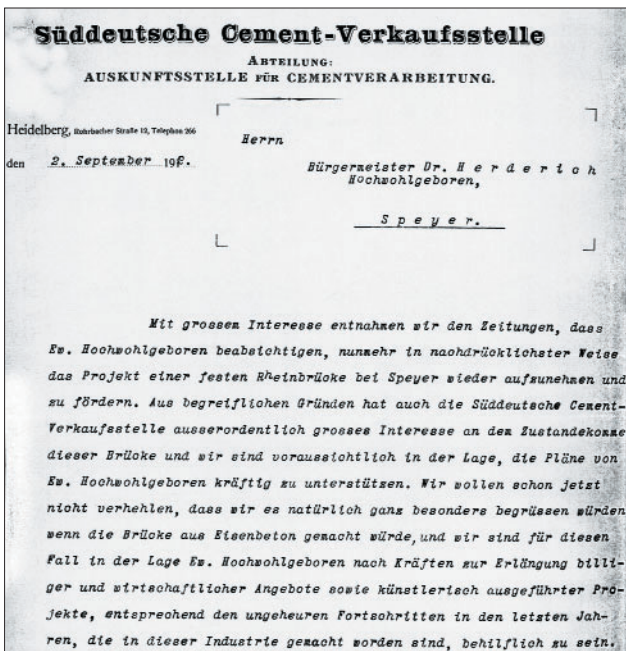 Süddeutsche Cement-Verkaufsstelle
ABTEILUNG:
AUSKUNFTSSTELLE FÜR CEMENTVERARBEITUNG.
Heidelberg, Rohrbacher Straße 12, Telephon 266
den 2. September
Herrn
Bürgermeister Dr. Herderich
Hochwohlgeboren,
Speyer.
Mit grossem Interesse entnahmen wir den Zeitungen, dass
Ew. Hochwohlgeboren beabsichtigen, nunmehr in nachdrücklichster Weise
das Projekt einer festen Rheinbrücke bei Speyer wieder aufzunehmen und
zu fördern. Aus begreiflichen Gründen hat auch die Süddeutsche Cement-
Verkaufsstelle ausserordentlich grosses Interesse an dem Zustandekomme
dieser Brücke und wir sind voraussichtlich in der Lage, die Pläne von
Ew. Hochwohlgeboren kräftig zu unterstützen. Wir wollen schon jetzt
nicht verhehlen, dass wir es natürlich ganz besonders begrüssen würden
wenn die Brücke aus Eisenbeton gemacht würde, und wir sind für diesen
Fall in der Lage Ew. Hochwohlgeboren nach Kräften zur Erlängung billi-
ger und wirtschaftlicher Angebote sowie künstlerisch ausgeführter Pro-
jekte, entsprechend den ungeheuren Fortschritten in den letzten Jah-
ren, die in dieser Industrie gemacht worden sind, behilflich zu sein.